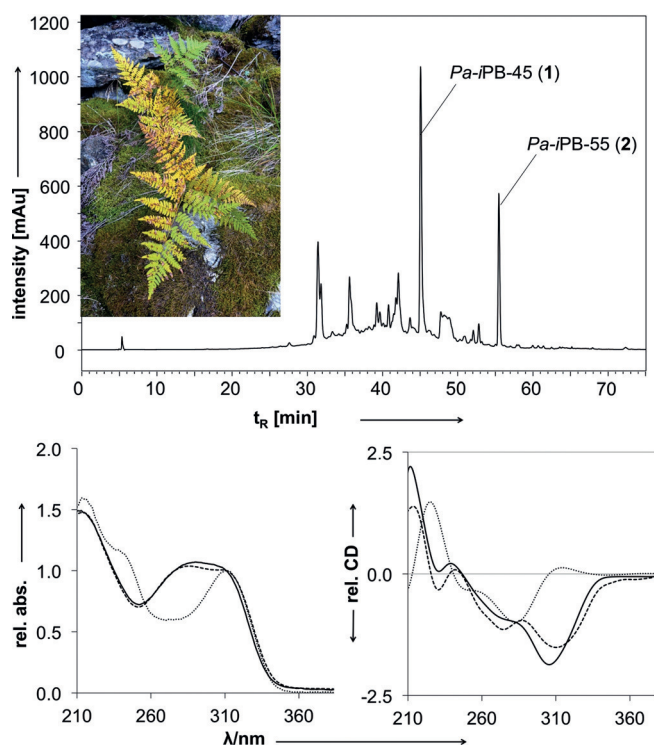 1200
1000
800
600
400
200
0
intensity [mAu]
Pa-iPB-45 (1)
Pa-iPB-55 (2)
0 10 20 30 40 50 60 70
tR [min]
2.0
1.5
1.0
0.5
0.0
rel. abs.
210 260 310 360
λ/nm
2.5
0.0
-2.5
rel. CD
210 260 310 360